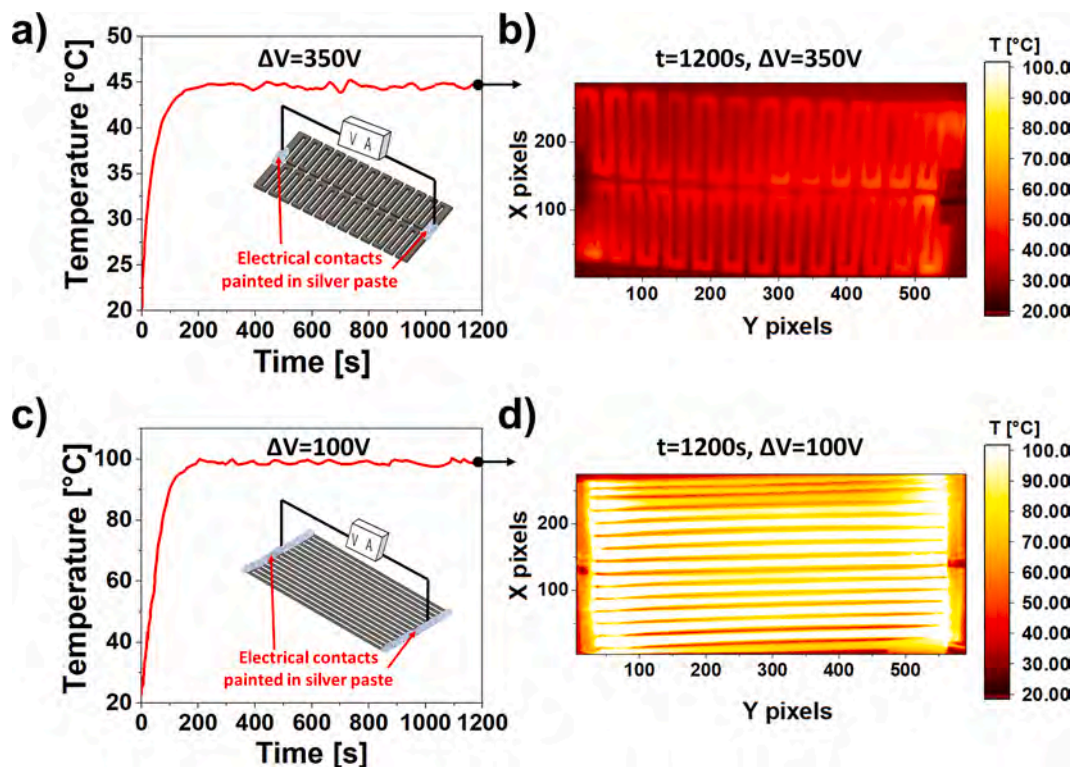 a)
ΔV=350V
Temperature [°C]
50
45
40
35
30
25
20
V A
Electrical contacts
painted in silver paste
0 200 400 600 800 1000 1200
Time [s]
b)
t=1200s, ΔV=350V
X pixels
200
100
100 200 300 400 500
Y pixels
T [°C]
102.0
90.00
80.00
70.00
60.00
50.00
40.00
30.00
20.00
c)
ΔV=100V
Temperature [°C]
100
80
60
40
20
V A
Electrical contacts
painted in silver paste
0 200 400 600 800 1000 1200
Time [s]
d)
t=1200s, ΔV=100V
X pixels
200
100
100 200 300 400 500
Y pixels
T [°C]
102.0
90.00
80.00
70.00
60.00
50.00
40.00
30.00
20.00